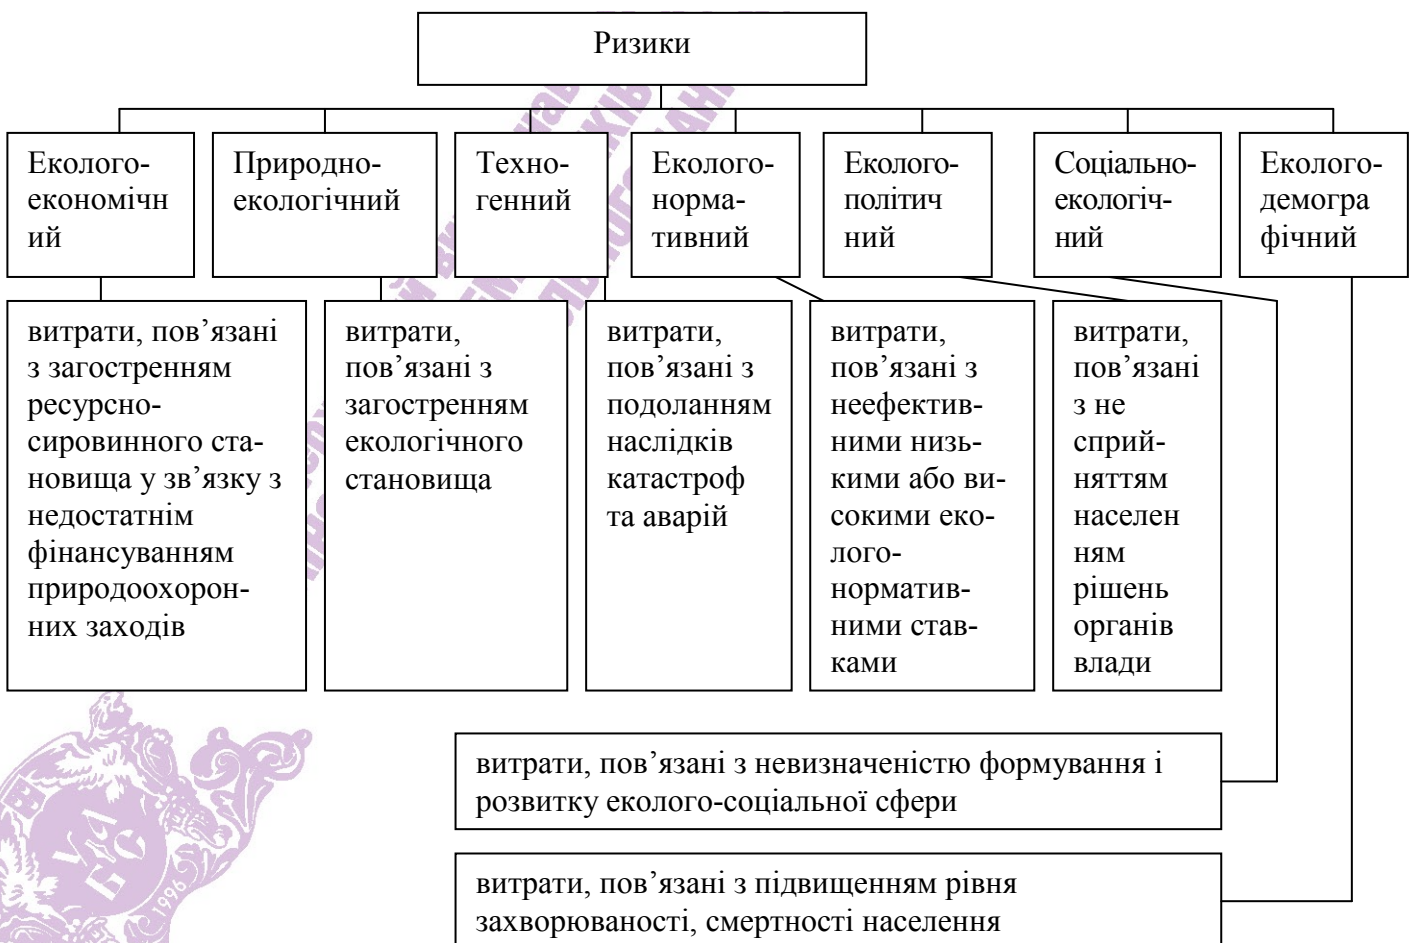 Ризики
Еколого-
економічн
ий
Природно-
екологічний
Техно-
генний
Еколого-
норма-
тивний
Еколого-
політич
ний
Соціально-
екологіч-
ний
Еколого-
демогра
фічний
витрати, пов’язані
з загостренням
ресурсно-
сировинного ста-
новища у зв’язку з
недостатнім
фінансуванням
природоохорон-
них заходів
витрати,
пов’язані з
загостренням
екологічного
становища
витрати,
пов’язані з
подоланням
наслідків
катастроф
та аварій
витрати,
пов’язані з
неефектив-
ними низь-
кими або ви-
сокими еко-
лого-
норматив-
ними став-
ками
витрати,
пов’язані
з не
сприй-
няттям
населен
ням
рішень
органів
влади
витрати, пов’язані з невизначеністю формування і
розвитку еколого-соціальної сфери
витрати, пов’язані з підвищенням рівня
захворюваності, смертності населення
1996